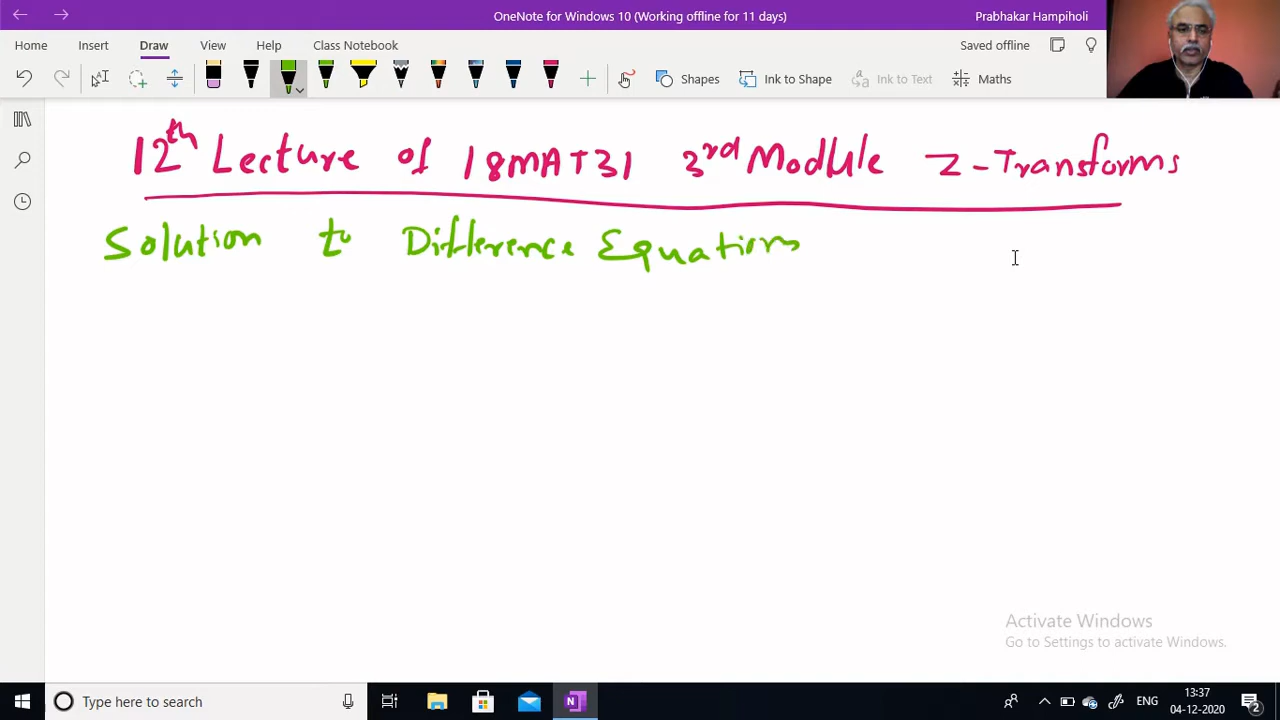 OneNote for Windows 10 (Working offline for 11 days)
Prabhakar Hampiholi
Home Insert Draw View Help Class Notebook
Saved offline
Shapes Ink to Shape Ink to Text Maths
12th Lecture of 18MAT31 3rd Module Z-Transforms
Solution to Difference Equations
Activate Windows
Go to Settings to activate Windows.
Type here to search
N
ENG
13:37
04-12-2020
2